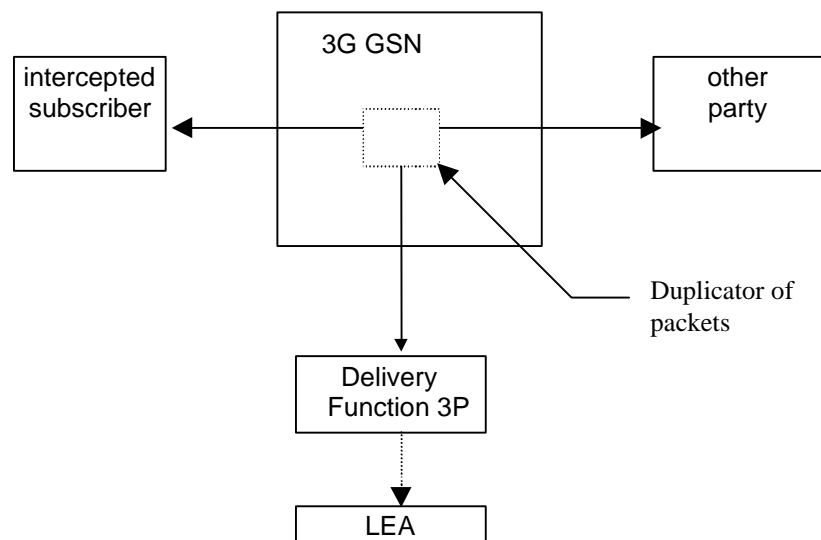 3G GSN
intercepted
subscriber
other
party
Duplicator of
packets
Delivery
Function 3P
LEA